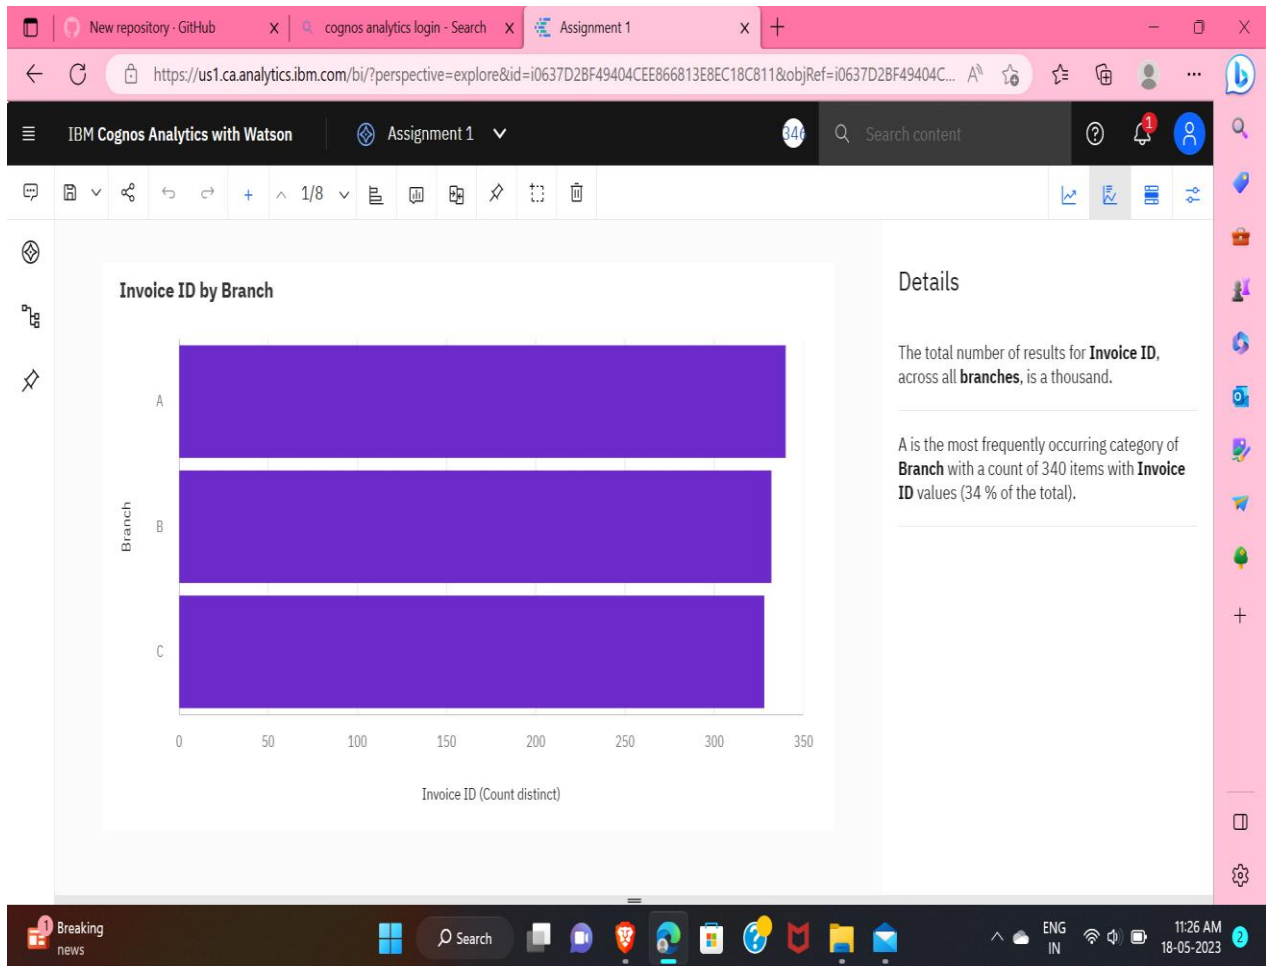 New repository · GitHub
cognos analytics login - Search
Assignment 1
https://us1.ca.analytics.ibm.com/bi/?perspective=explore&id=i0637D2BF49404CEE866813E8EC18C811&objRef=i0637D2BF49404C...
IBM Cognos Analytics with Watson
Assignment 1
346
Search content
1
1/8
Invoice ID by Branch
A
B
C
Branch
0 50 100 150 200 250 300 350
Invoice ID (Count distinct)
Details
The total number of results for Invoice ID,
across all branches, is a thousand.
A is the most frequently occurring category of
Branch with a count of 340 items with Invoice
ID values (34 % of the total).
1
Breaking
news
Search
ENG
IN
11:26 AM
18-05-2023
2